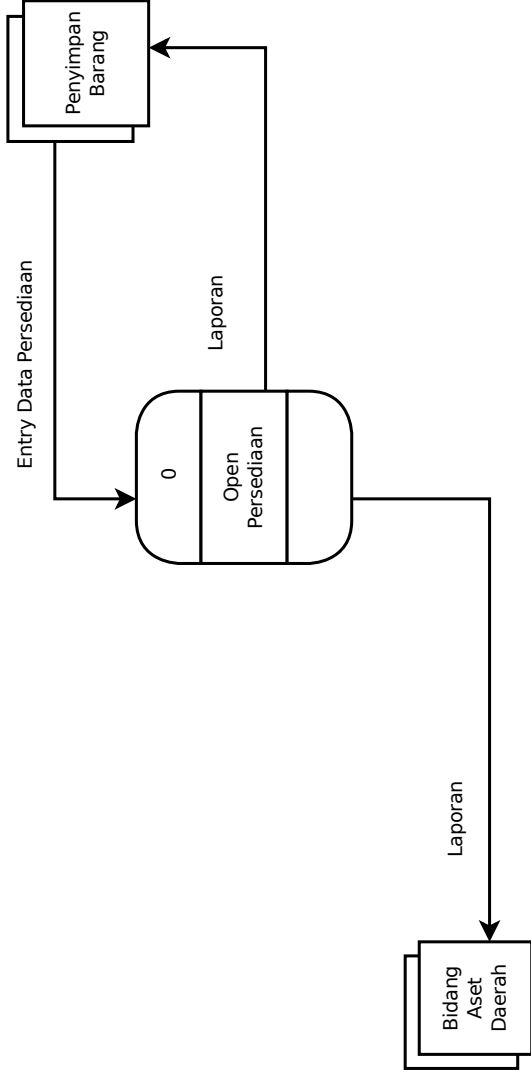 Penyimpan
Barang
Entry Data Persediaan
Laporan
0
Open
Persediaan
Laporan
Bidang
Aset
Daerah